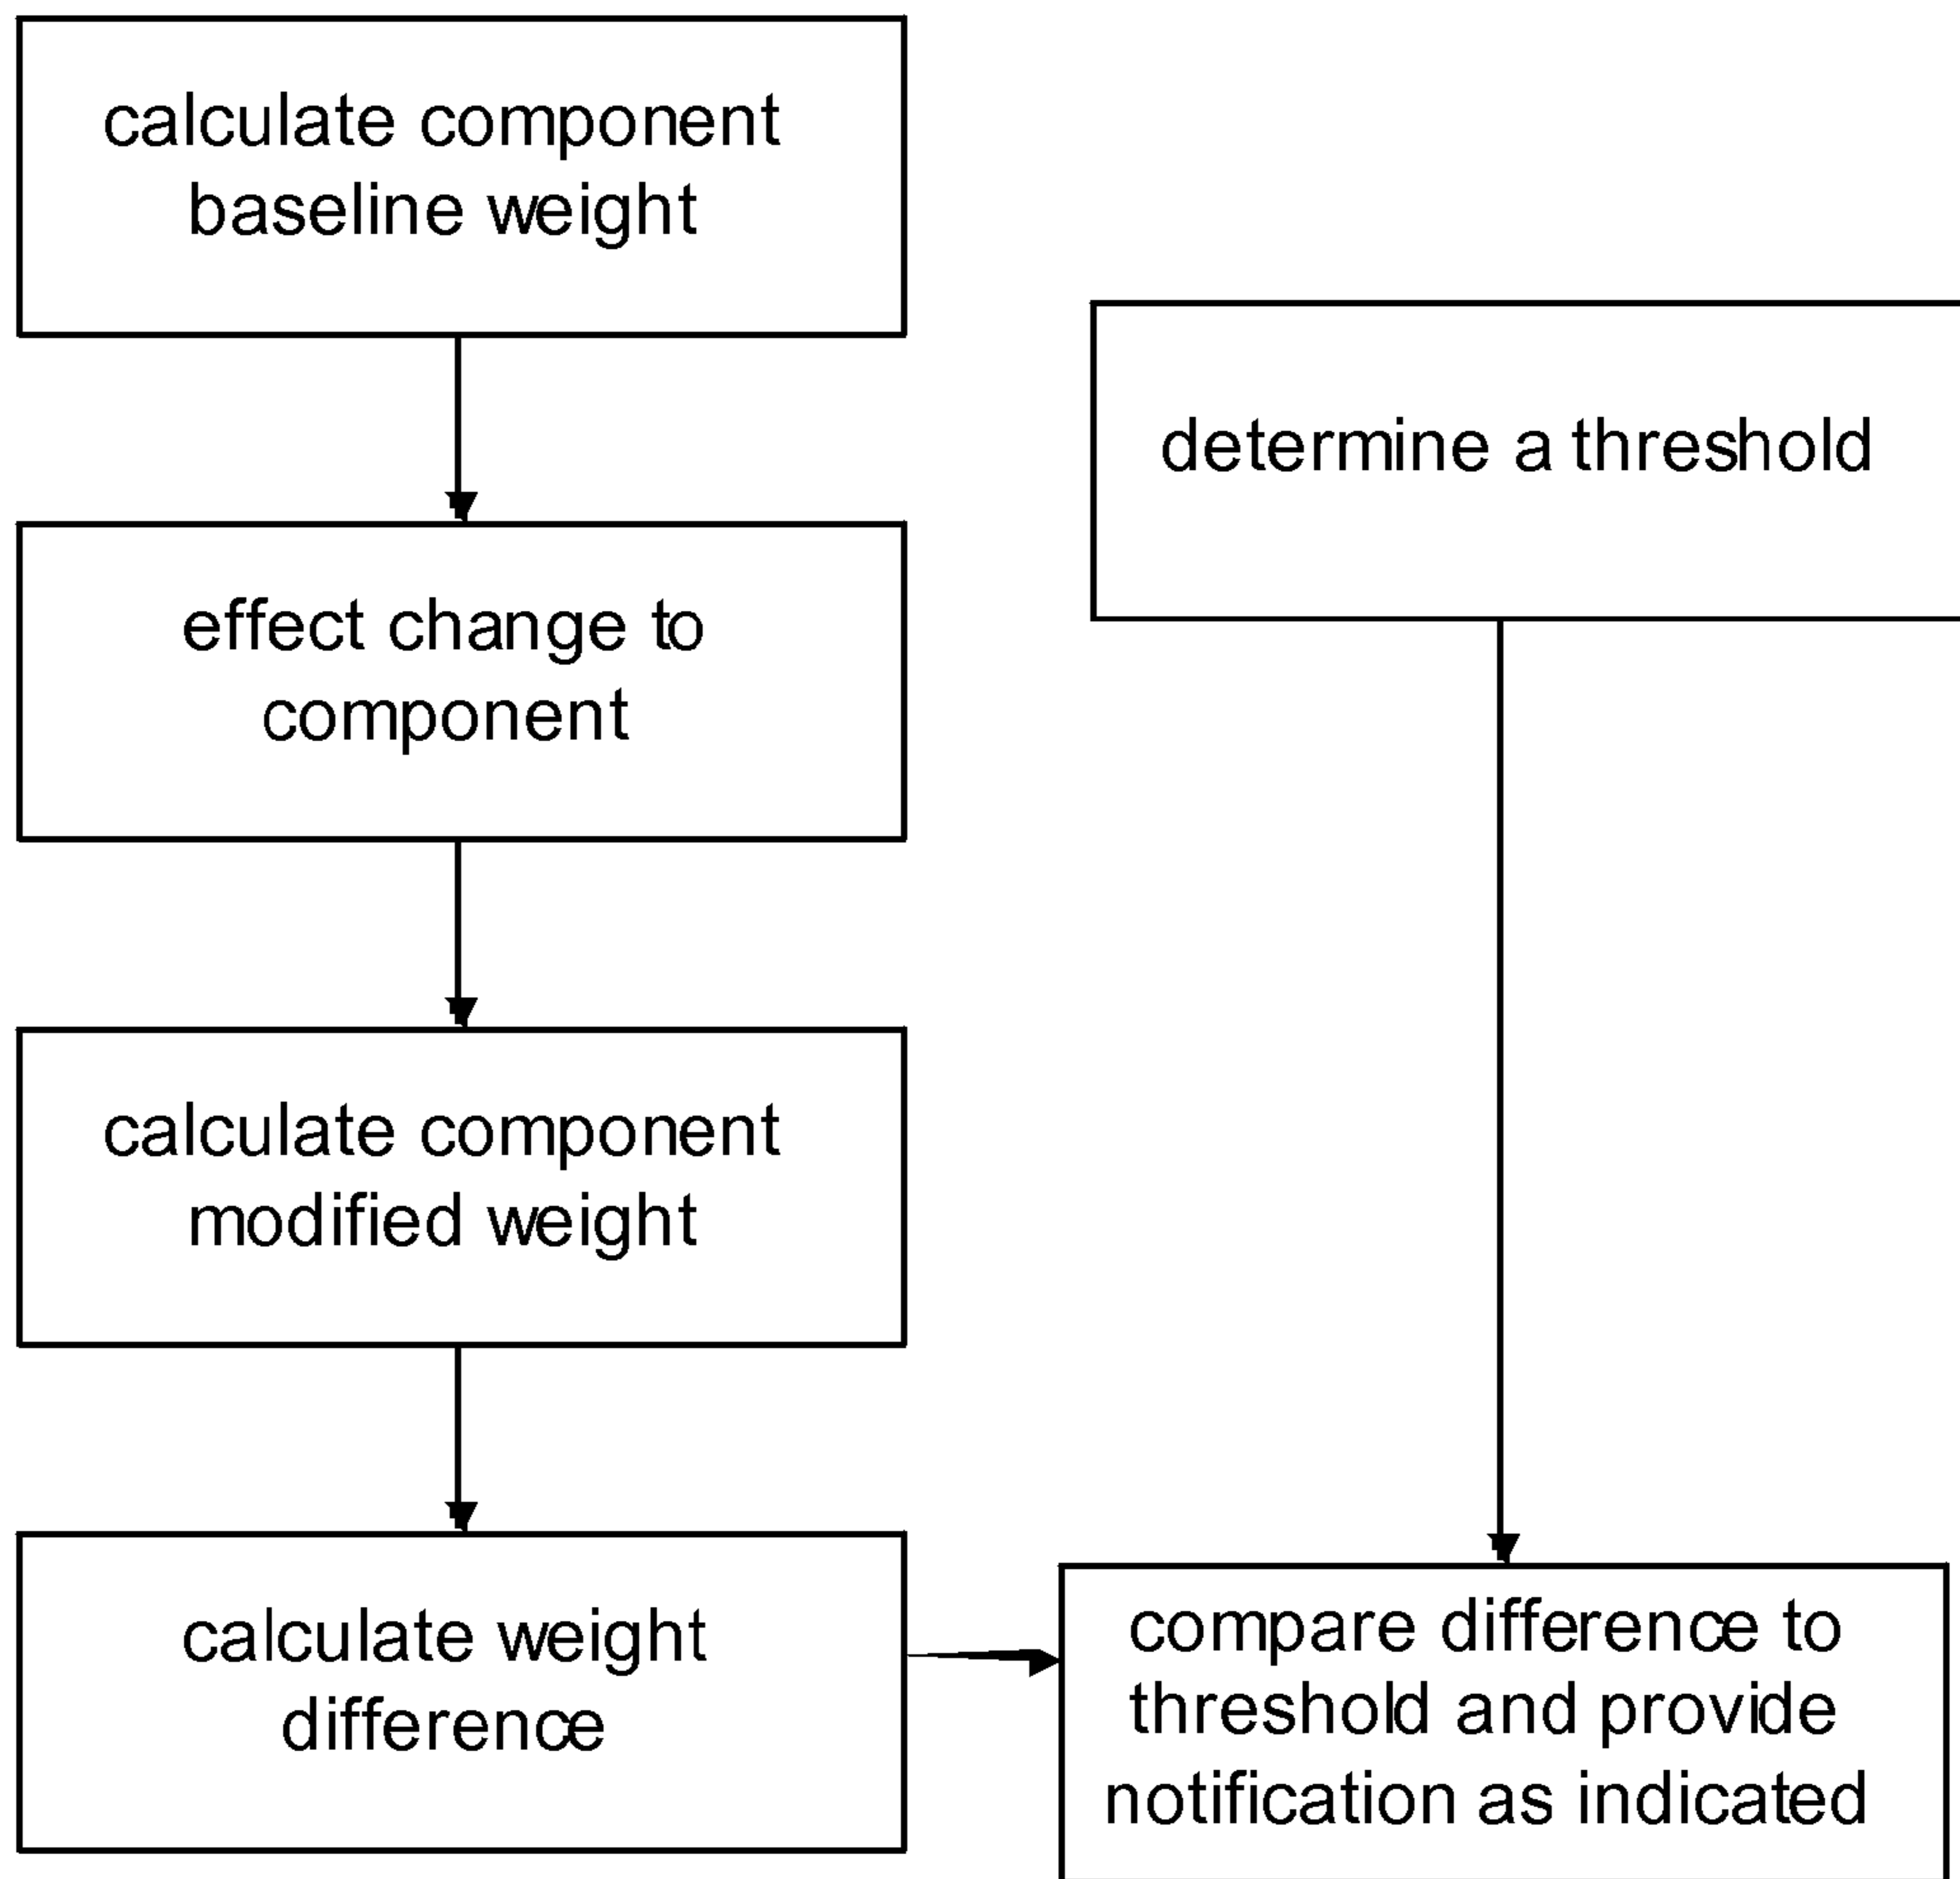 calculate component
baseline weight
determine a threshold
effect change to
component
calculate component
modified weight
calculate weight
difference
compare difference to
threshold and provide
notification as indicated